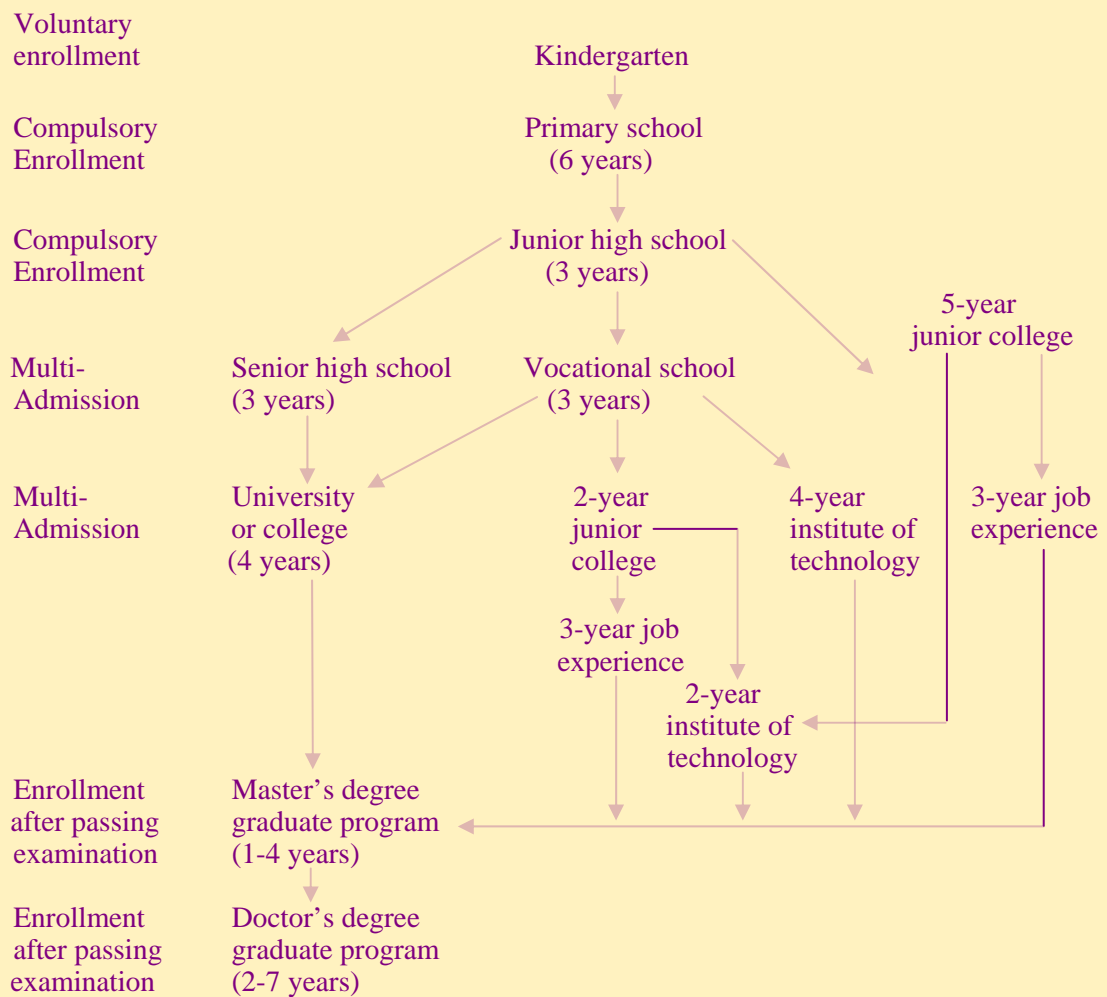 Voluntary
enrollment
Kindergarten
Compulsory
Enrollment
Primary school
(6 years)
Compulsory
Enrollment
Junior high school
(3 years)
5-year
junior college
Multi-
Admission
Senior high school
(3 years)
Vocational school
(3 years)
Multi-
Admission
University
or college
(4 years)
2-year
junior
college
4-year
institute of
technology
3-year job
experience
3-year job
experience
2-year
institute of
technology
Enrollment
after passing
examination
Master’s degree
graduate program
(1-4 years)
Enrollment
after passing
examination
Doctor’s degree
graduate program
(2-7 years)